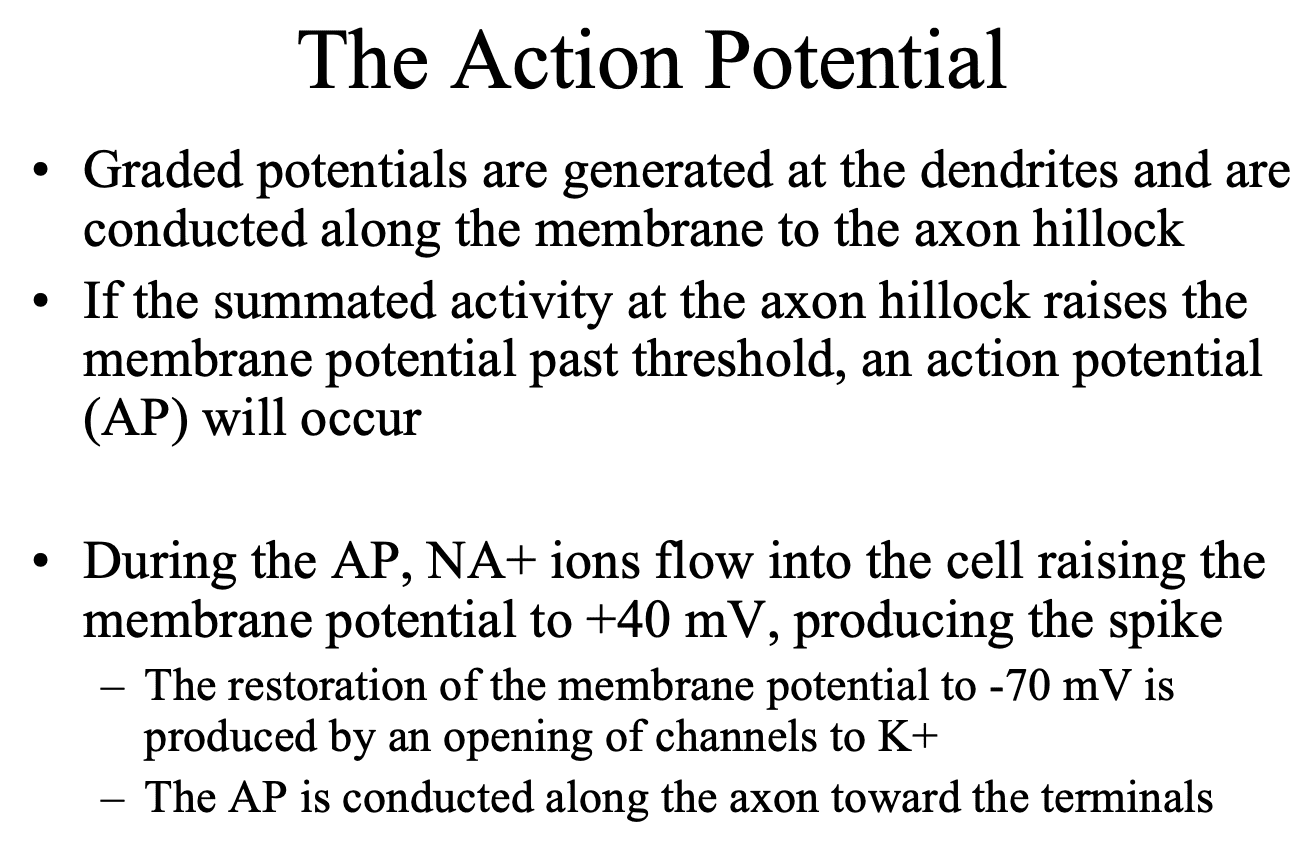 The Action Potential
• Graded potentials are generated at the dendrites and are
conducted along the membrane to the axon hillock
• If the summated activity at the axon hillock raises the
membrane potential past threshold, an action potential
(AP) will occur
• During the AP, NA+ ions flow into the cell raising the
membrane potential to +40 mV, producing the spike
– The restoration of the membrane potential to -70 mV is
produced by an opening of channels to K+
– The AP is conducted along the axon toward the terminals